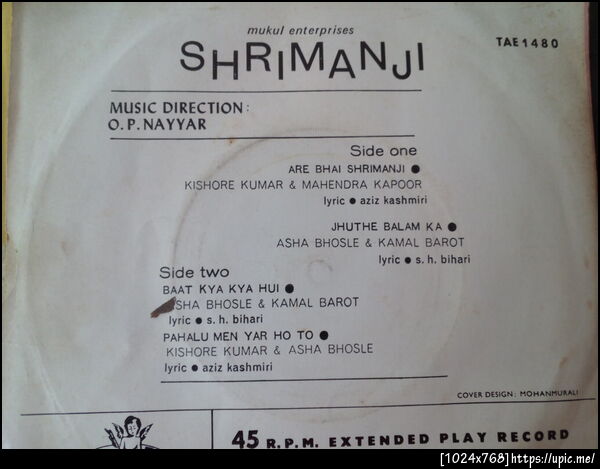 mukul enterprises
SHRIMANJI
TAE1480
MUSIC DIRECTION:
O. P. NAYYAR
Side one
ARE BHAI SHRIMANJI ●
KISHORE KUMAR & MAHENDRA KAPOOR
lyric ● aziz kashmiri
JHUTHE BALAM KA ●
ASHA BHOSLE & KAMAL BAROT
lyric ● s. h. bihari
Side two
BAAT KYA KYA HUI ●
ASHA BHOSLE & KAMAL BAROT
lyric ● s. h. bihari
PAHALU MEN YAR HO TO ●
KISHORE KUMAR & ASHA BHOSLE
lyric ● aziz kashmiri
COVER DESIGN: MOHANMURALI
45 R.P.M. EXTENDED PLAY RECORD
[1024x768]https://upic.me/